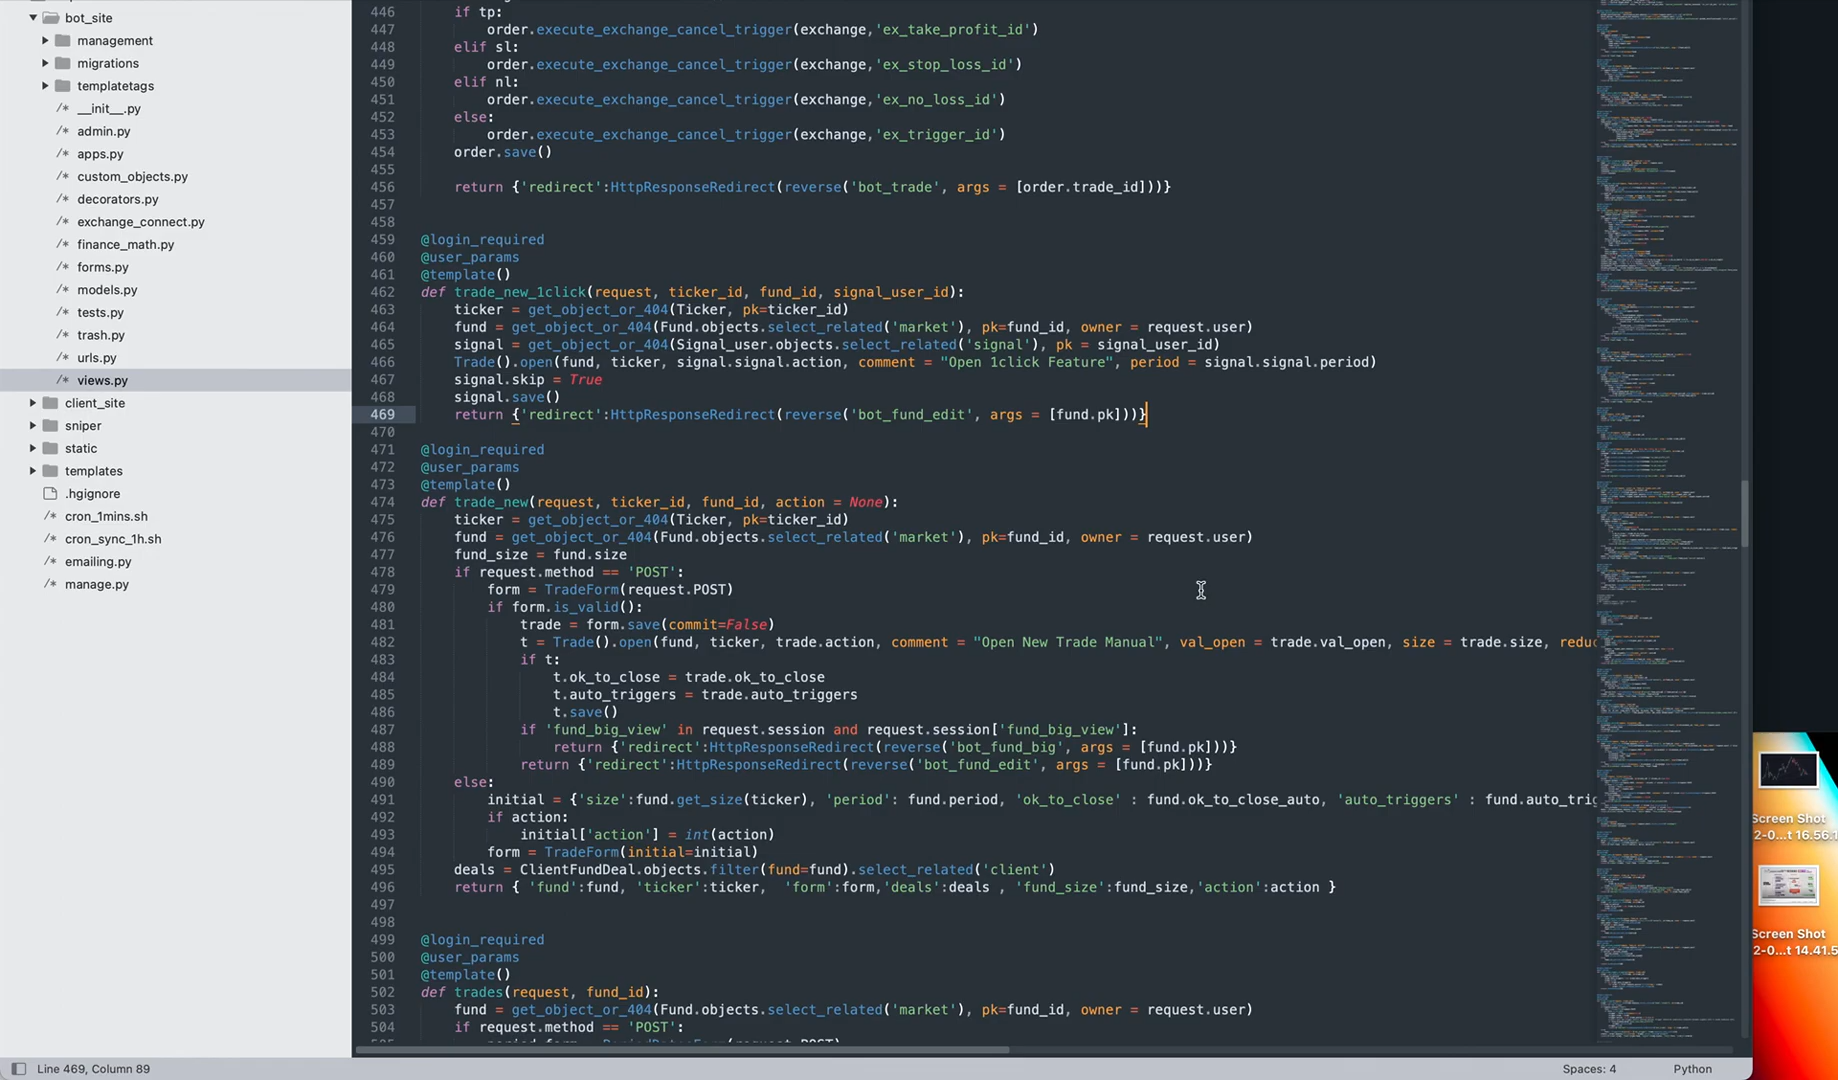 bot_site
management
migrations
templatetags
/* __init__.py
/* admin.py
/* apps.py
/* custom_objects.py
/* decorators.py
/* exchange_connect.py
/* finance_math.py
/* forms.py
/* models.py
/* tests.py
/* trash.py
/* urls.py
/* views.py
client_site
sniper
static
templates
.hgignore
/* cron_1mins.sh
/* cron_sync_1h.sh
/* emailing.py
/* manage.py
446 if tp:
447 order.execute_exchange_cancel_trigger(exchange,'ex_take_profit_id')
448 elif sl:
449 order.execute_exchange_cancel_trigger(exchange,'ex_stop_loss_id')
450 elif nl:
451 order.execute_exchange_cancel_trigger(exchange,'ex_no_loss_id')
452 else:
453 order.execute_exchange_cancel_trigger(exchange,'ex_trigger_id')
454 order.save()
455
456 return {'redirect':HttpResponseRedirect(reverse('bot_trade', args = [order.trade_id]))}
457
458
459 @login_required
460 @user_params
461 @template()
462 def trade_new_1click(request, ticker_id, fund_id, signal_user_id):
463 ticker = get_object_or_404(Ticker, pk=ticker_id)
464 fund = get_object_or_404(Fund.objects.select_related('market'), pk=fund_id, owner = request.user)
465 signal = get_object_or_404(Signal_user.objects.select_related('signal'), pk = signal_user_id)
466 Trade().open(fund, ticker, signal.signal.action, comment = "Open 1click Feature", period = signal.signal.period)
467 signal.skip = True
468 signal.save()
469 return {'redirect':HttpResponseRedirect(reverse('bot_fund_edit', args = [fund.pk]))}
470
471 @login_required
472 @user_params
473 @template()
474 def trade_new(request, ticker_id, fund_id, action = None):
475 ticker = get_object_or_404(Ticker, pk=ticker_id)
476 fund = get_object_or_404(Fund.objects.select_related('market'), pk=fund_id, owner = request.user)
477 fund_size = fund.size
478 if request.method == 'POST':
479 form = TradeForm(request.POST)
480 if form.is_valid():
481 trade = form.save(commit=False)
482 t = Trade().open(fund, ticker, trade.action, comment = "Open New Trade Manual", val_open = trade.val_open, size = trade.size, reduc
483 if t:
484 t.ok_to_close = trade.ok_to_close
485 t.auto_triggers = trade.auto_triggers
486 t.save()
487 if 'fund_big_view' in request.session and request.session['fund_big_view']:
488 return {'redirect':HttpResponseRedirect(reverse('bot_fund_big', args = [fund.pk]))}
489 return {'redirect':HttpResponseRedirect(reverse('bot_fund_edit', args = [fund.pk]))}
490 else:
491 initial = {'size':fund.get_size(ticker), 'period': fund.period, 'ok_to_close' : fund.ok_to_close_auto, 'auto_triggers' : fund.auto_trig
492 if action:
493 initial['action'] = int(action)
494 form = TradeForm(initial=initial)
495 deals = ClientFundDeal.objects.filter(fund=fund).select_related('client')
496 return { 'fund':fund, 'ticker':ticker, 'form':form,'deals':deals , 'fund_size':fund_size,'action':action }
497
498
499 @login_required
500 @user_params
501 @template()
502 def trades(request, fund_id):
503 fund = get_object_or_404(Fund.objects.select_related('market'), pk=fund_id, owner = request.user)
504 if request.method == 'POST':
Screen Shot
2-0...t 16.56.1
Screen Shot
2-0...t 14.41.5
Line 469, Column 89
Spaces: 4
Python